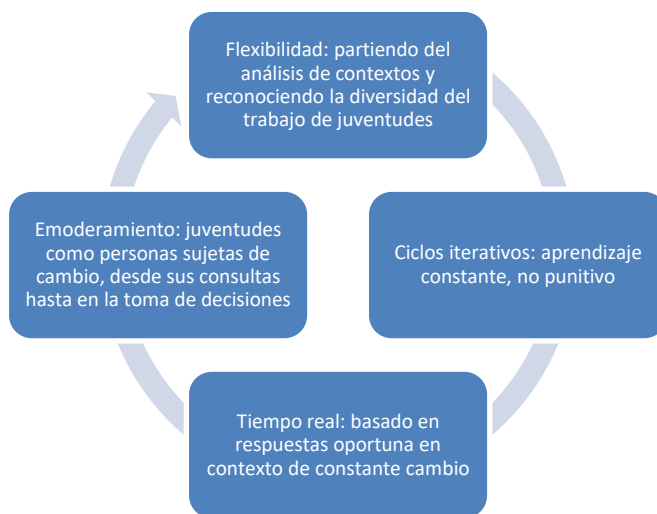 Flexibilidad: partiendo del
análisis de contextos y
reconociendo la diversidad del
trabajo de juventudes
Ciclos iterativos: aprendizaje
constante, no punitivo
Tiempo real: basado en
respuestas oportuna en
contexto de constante cambio
Emoderamiento: juventudes
como personas sujetas de
cambio, desde sus consultas
hasta en la toma de decisiones